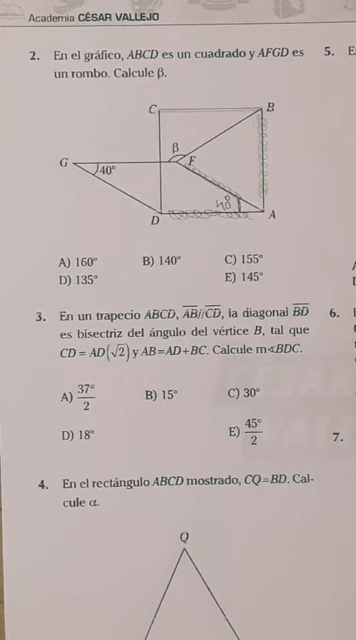 Academia CÉSAR VALLEJO
2. En el gráfico, ABCD es un cuadrado y AFGD es
un rombo. Calcule β.
C
B
β
G
F
40°
40°
D
A
A) 160° B) 140° C) 155°
D) 135° E) 145°
3. En un trapecio ABCD, AB//CD, la diagonal BD
es bisectriz del ángulo del vértice B, tal que
CD=AD(√2) y AB=AD+BC. Calcule m∢BDC.
A) 37°/2 B) 15° C) 30°
D) 18° E) 45°/2
4. En el rectángulo ABCD mostrado, CQ=BD. Cal-
cule α.
Q
5. E
6.
7.